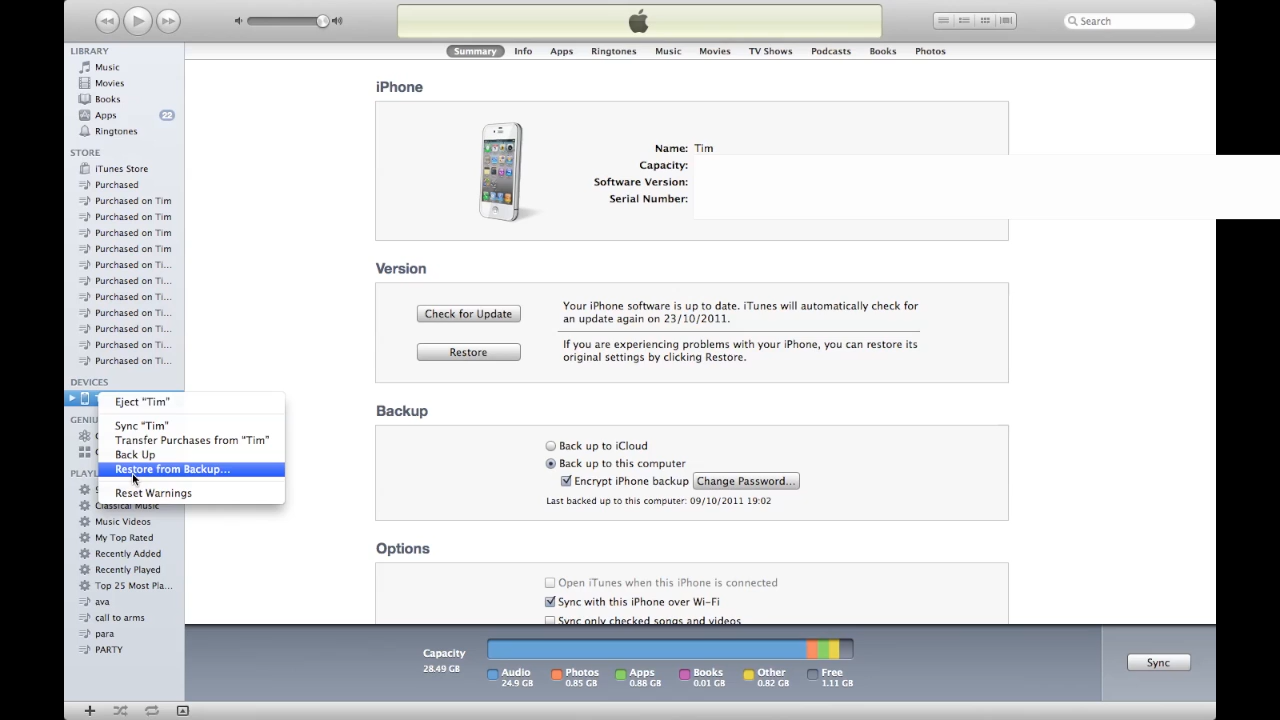 Search
LIBRARY
Music
Movies
Books
Apps 22
Ringtones
STORE
iTunes Store
Purchased
Purchased on Tim
Purchased on Tim
Purchased on Tim
Purchased on Tim
Purchased on Ti...
Purchased on Ti...
Purchased on Ti...
Purchased on Ti...
Purchased on Ti...
Purchased on Ti...
Purchased on Ti...
DEVICES
Eject "Tim"
Sync "Tim"
Transfer Purchases from "Tim"
Back Up
Restore from Backup...
Reset Warnings
GENIU
PLAYL
Classical Music
Music Videos
My Top Rated
Recently Added
Recently Played
Top 25 Most Pla...
ava
call to arms
para
PARTY
Summary Info Apps Ringtones Music Movies TV Shows Podcasts Books Photos
iPhone
Name: Tim
Capacity:
Software Version:
Serial Number:
Version
Check for Update
Your iPhone software is up to date. iTunes will automatically check for
an update again on 23/10/2011.
Restore
If you are experiencing problems with your iPhone, you can restore its
original settings by clicking Restore.
Backup
Back up to iCloud
Back up to this computer
Encrypt iPhone backup Change Password...
Last backed up to this computer: 09/10/2011 19:02
Options
Open iTunes when this iPhone is connected
Sync with this iPhone over Wi-Fi
Sync only checked songs and videos
Capacity
28.49 GB
Audio Photos Apps Books Other Free
24.9 GB 0.85 GB 0.88 GB 0.01 GB 0.82 GB 1.11 GB
Sync